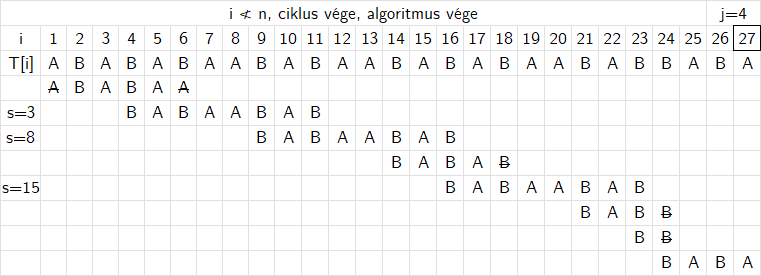 i ≮ n, ciklus vége, algoritmus vége j=4
i 1 2 3 4 5 6 7 8 9 10 11 12 13 14 15 16 17 18 19 20 21 22 23 24 25 26 27
T[i] A B A B A B A A B A B A A B A B A B A A B A B B A B A
A B A B A A
s=3 B A B A A B A B
s=8 B A B A A B A B
B A B A B
s=15 B A B A A B A B
B A B B
B B
B A B A